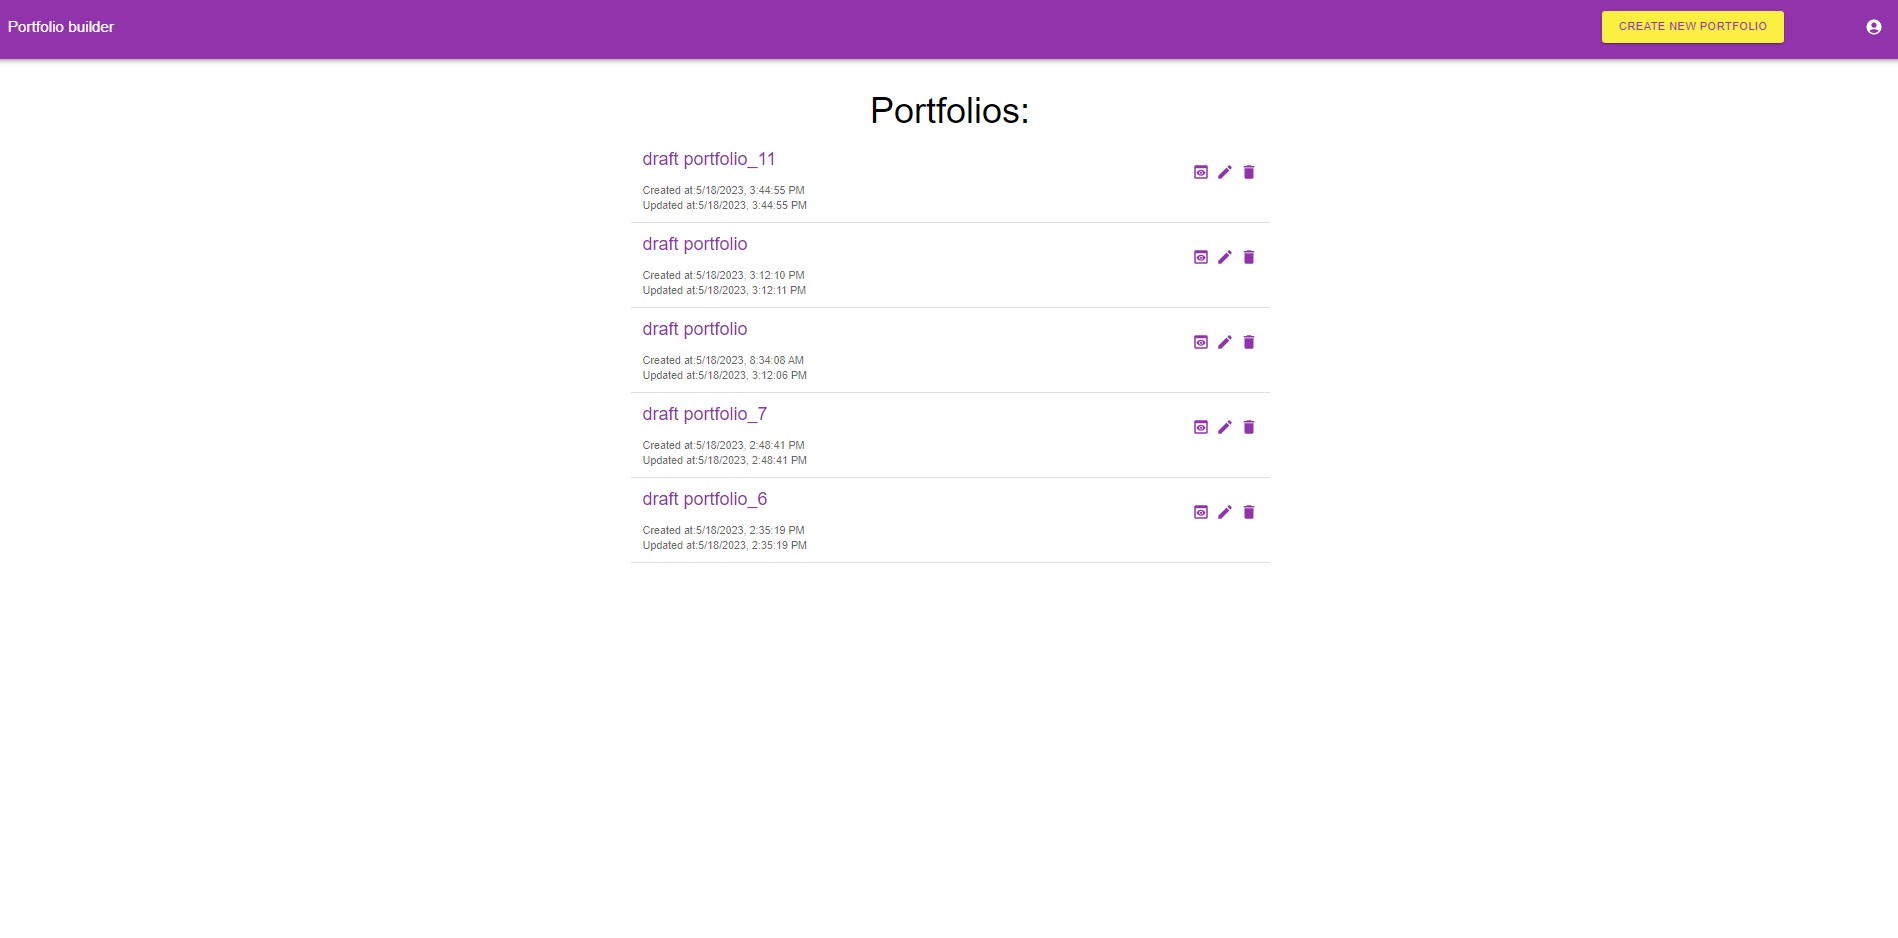 Portfolio builder
CREATE NEW PORTFOLIO
Portfolios:
draft portfolio_11
Created at:5/18/2023, 3:44:55 PM
Updated at:5/18/2023, 3:44:55 PM
draft portfolio
Created at:5/18/2023, 3:12:10 PM
Updated at:5/18/2023, 3:12:11 PM
draft portfolio
Created at:5/18/2023, 8:34:08 AM
Updated at:5/18/2023, 3:12:06 PM
draft portfolio_7
Created at:5/18/2023, 2:48:41 PM
Updated at:5/18/2023, 2:48:41 PM
draft portfolio_6
Created at:5/18/2023, 2:35:19 PM
Updated at:5/18/2023, 2:35:19 PM